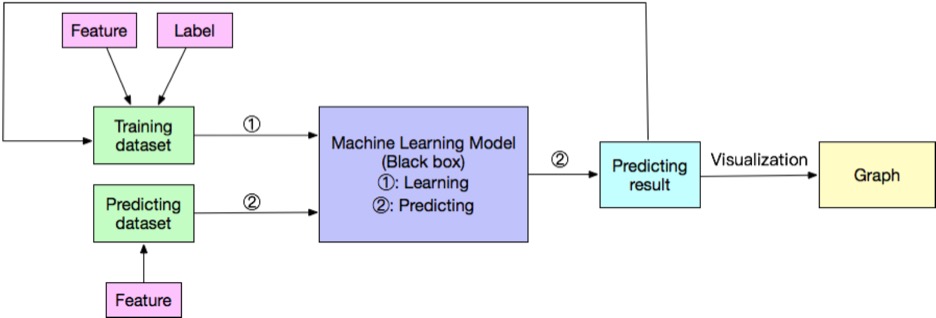 Feature
Label
Training
dataset
①
Machine Learning Model
(Black box)
①: Learning
②: Predicting
Predicting
dataset
②
Feature
②
Predicting
result
Visualization
Graph